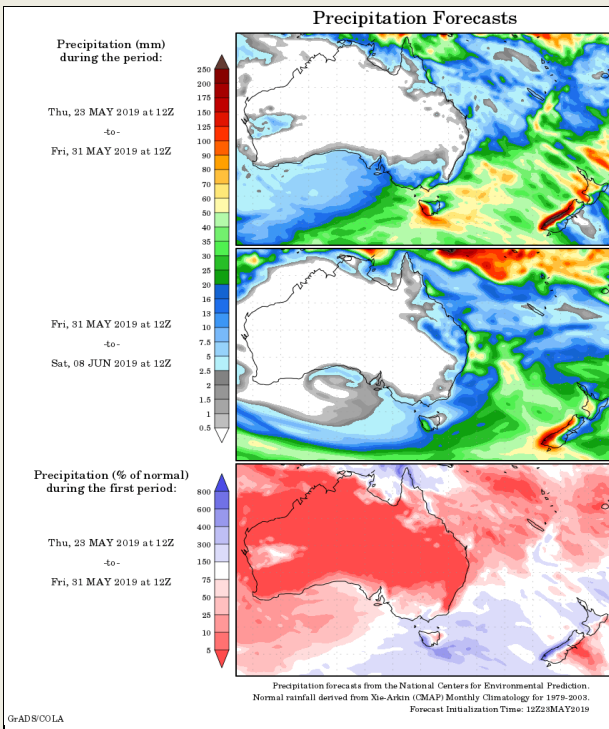 Precipitation Forecasts
Precipitation (mm)
during the period:
Thu, 23 MAY 2019 at 12Z
-to-
Fri, 31 MAY 2019 at 12Z
250
200
175
150
125
100
90
80
70
60
50
40
35
30
25
20
16
13
10
7.5
5
2.5
2
1.5
1
0.5
Fri, 31 MAY 2019 at 12Z
-to-
Sat, 08 JUN 2019 at 12Z
Precipitation (% of normal)
during the first period:
Thu, 23 MAY 2019 at 12Z
-to-
Fri, 31 MAY 2019 at 12Z
800
600
400
300
150
75
50
25
10
5
Precipitation forecasts from the National Centers for Environmental Prediction.
Normal rainfall derived from Xie-Arkin (CMAP) Monthly Climatology for 1979-2003.
Forecast Initialization Time: 12Z23MAY2019
GrADS/COLA